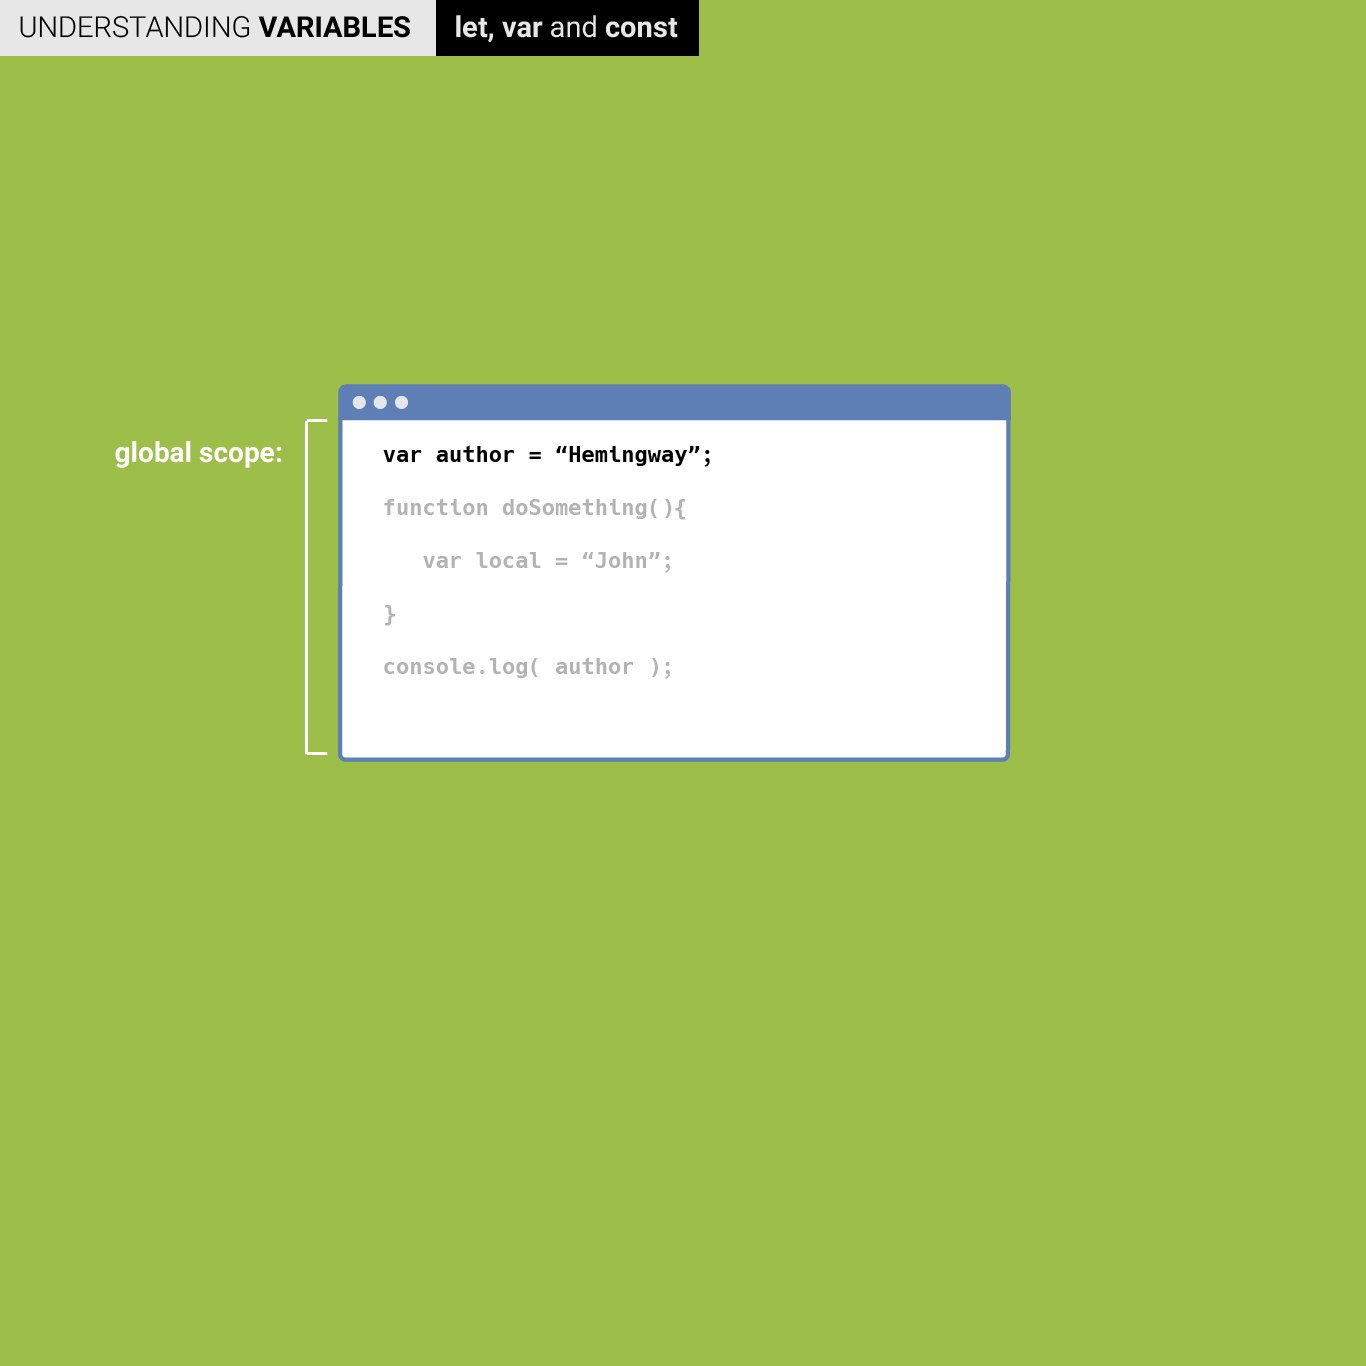 UNDERSTANDING VARIABLES let, var and const
global scope:
var author = “Hemingway”;
function doSomething(){
var local = “John”;
}
console.log( author );